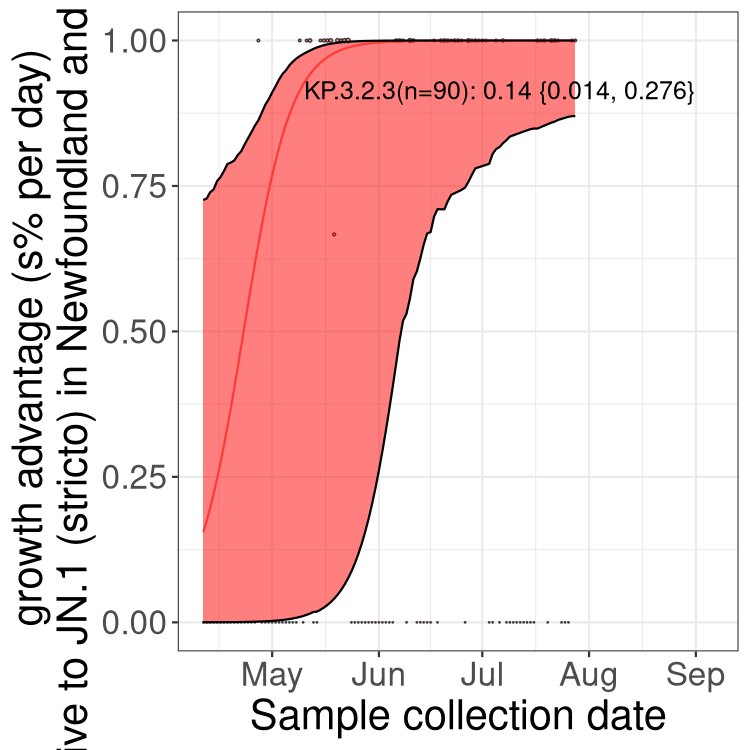 growth advantage (s% per day)
ive to JN.1 (stricto) in Newfoundland and
1.00
0.75
0.50
0.25
0.00
KP.3.2.3(n=90): 0.14 {0.014, 0.276}
May Jun Jul Aug Sep
Sample collection date